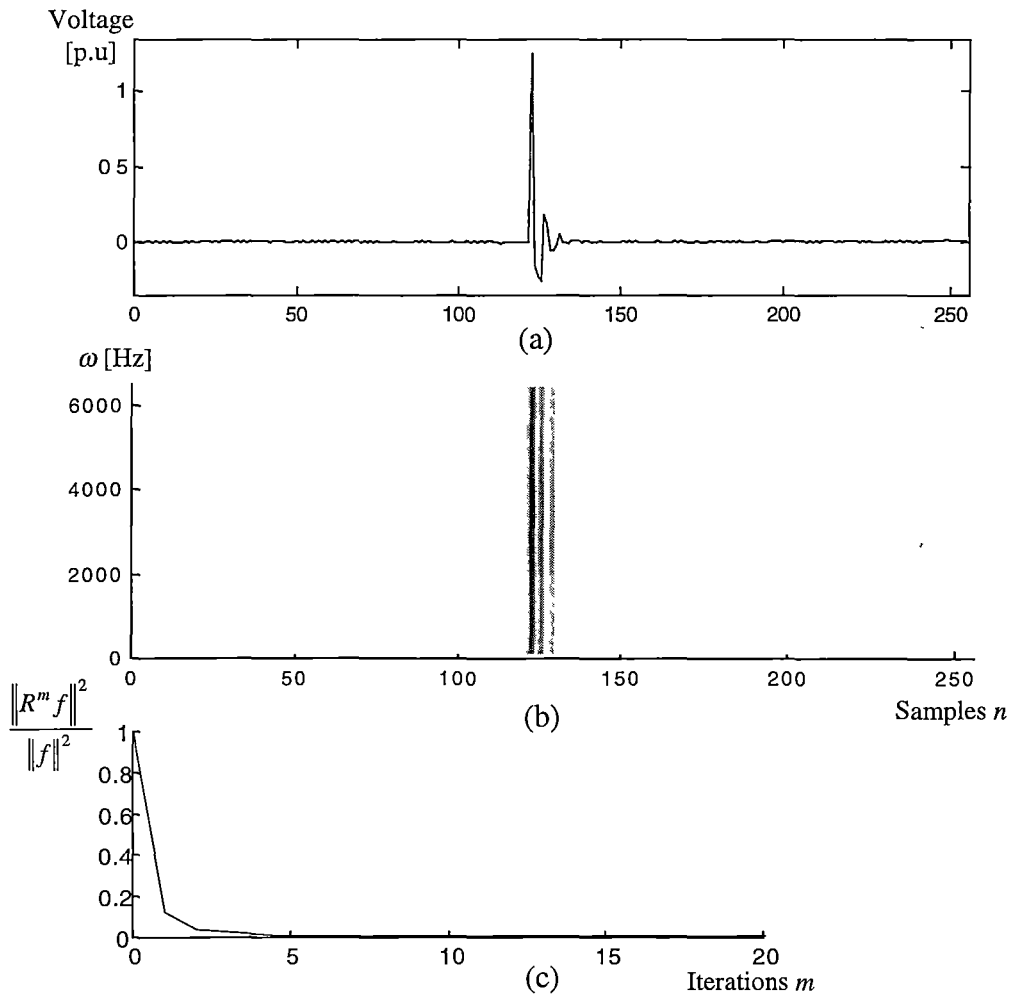 Voltage
[p.u]
1
0 5
0
0 50 100 150 200 250
(a)
ω [Hz]
6000
4000
2000
0
0 50 100 150 200 250
(b)
Samples n
‖R^m f‖^2
‖f‖^2
1
0.8
0.6
0.4
0.2
0
0 5 10 15 20
(c)
Iterations m